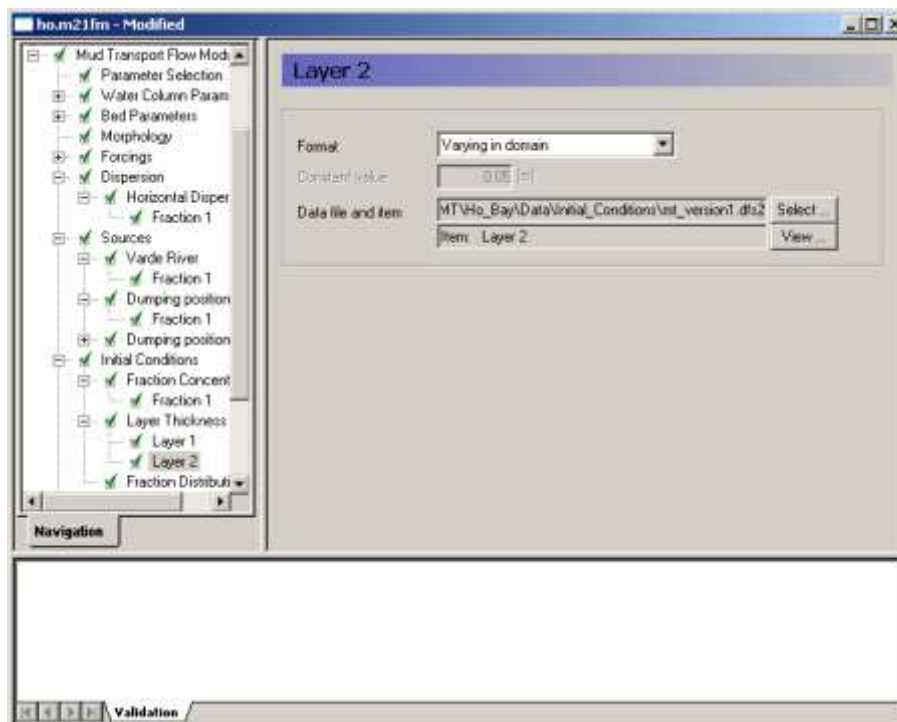 ho.m21fm - Modified
Mud Transport Flow Mod
Parameter Selection
Water Column Param
Bed Parameters
Morphology
Forcings
Dispersion
Horizontal Disper
Fraction 1
Sources
Varde River
Fraction 1
Dumping position
Fraction 1
Dumping position
Initial Conditions
Fraction Concent
Fraction 1
Layer Thickness
Layer 1
Layer 2
Fraction Distributi
Navigation
Layer 2
Format
Varying in domain
Constant value
0.05 [m]
Data file and item
MT\Ho_Bay\Data\Initial_Conditions\mt_version1.dfs2
Select ...
Item: Layer 2
View ...
Validation